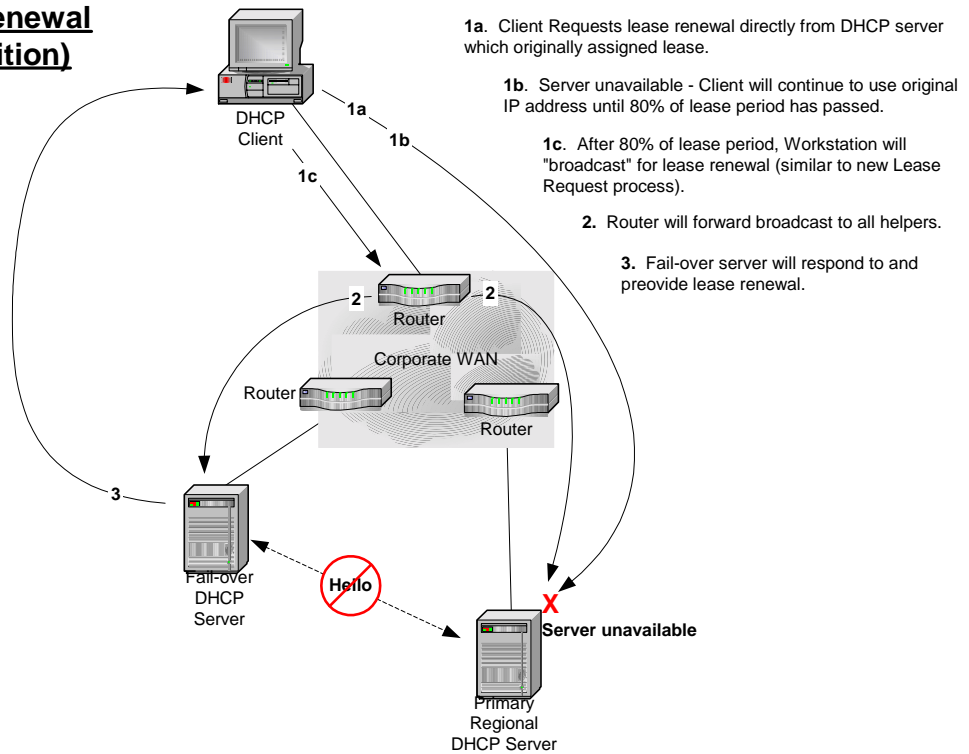 enewal
ition)
1a. Client Requests lease renewal directly from DHCP server
which originally assigned lease.
1b. Server unavailable - Client will continue to use original
IP address until 80% of lease period has passed.
1c. After 80% of lease period, Workstation will
"broadcast" for lease renewal (similar to new Lease
Request process).
2. Router will forward broadcast to all helpers.
3. Fail-over server will respond to and
preovide lease renewal.
DHCP
Client
1a
1b
1c
2
2
Router
Corporate WAN
Router
Router
3
Fail-over
DHCP
Server
Hello
X
Server unavailable
Primary
Regional
DHCP Server